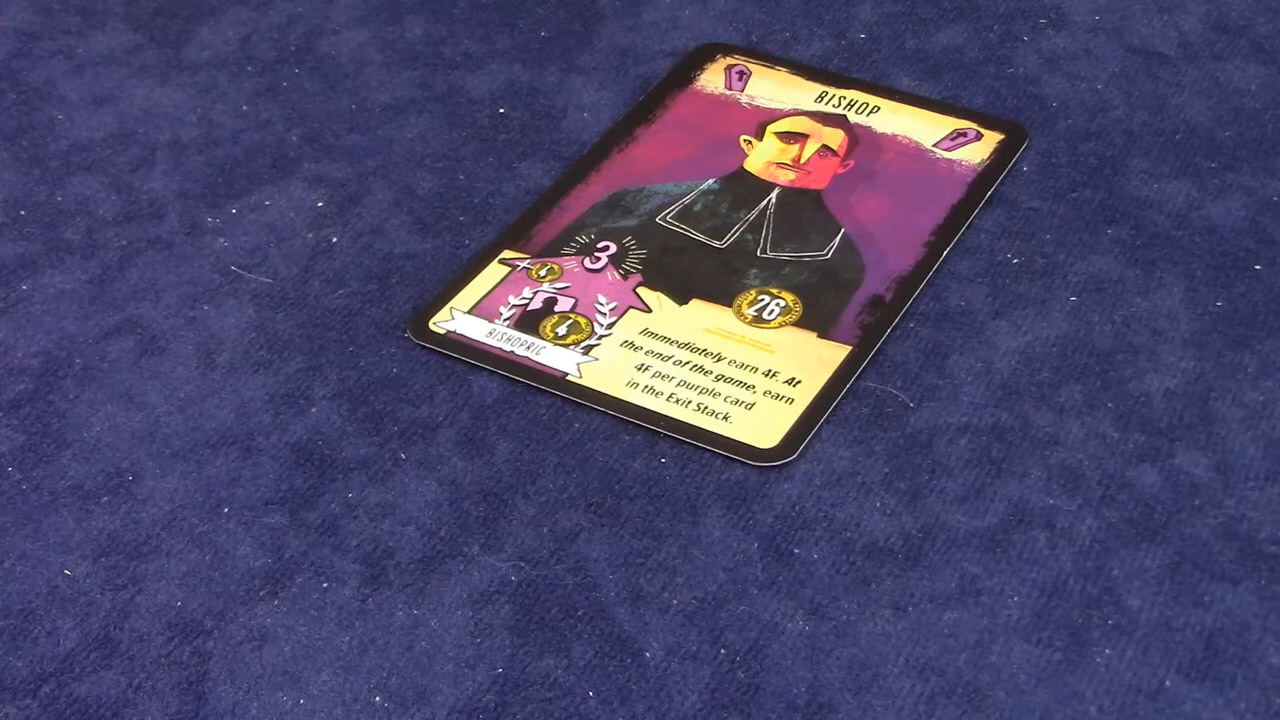 BISHOP
3
4
26
4
BISHOPRIC
Immediately earn 4F. At
the end of the game, earn
4F per purple card
in the Exit Stack.